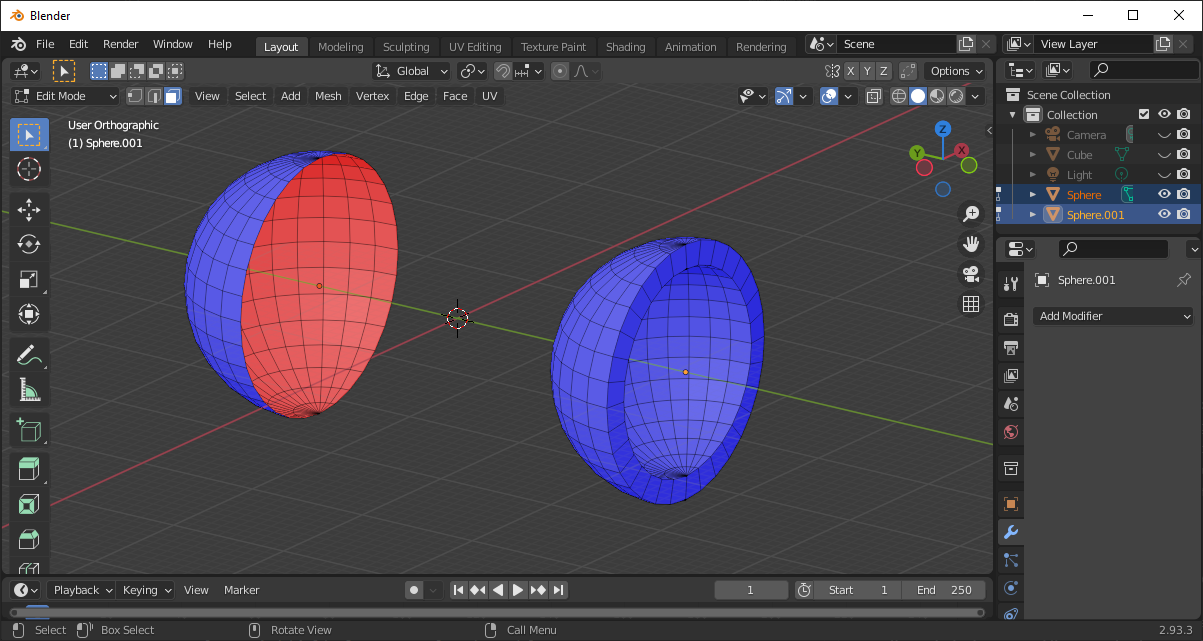 Blender
File Edit Render Window Help Layout Modeling Sculpting UV Editing Texture Paint Shading Animation Rendering Scene View Layer
Global X Y Z Options
Edit Mode View Select Add Mesh Vertex Edge Face UV
User Orthographic
(1) Sphere.001
Z
Y X
Scene Collection
Collection
Camera
Cube
Light
Sphere
Sphere.001
Sphere.001
Add Modifier
Playback Keying View Marker 1 Start 1 End 250
Select Box Select Rotate View Call Menu 2.93.3